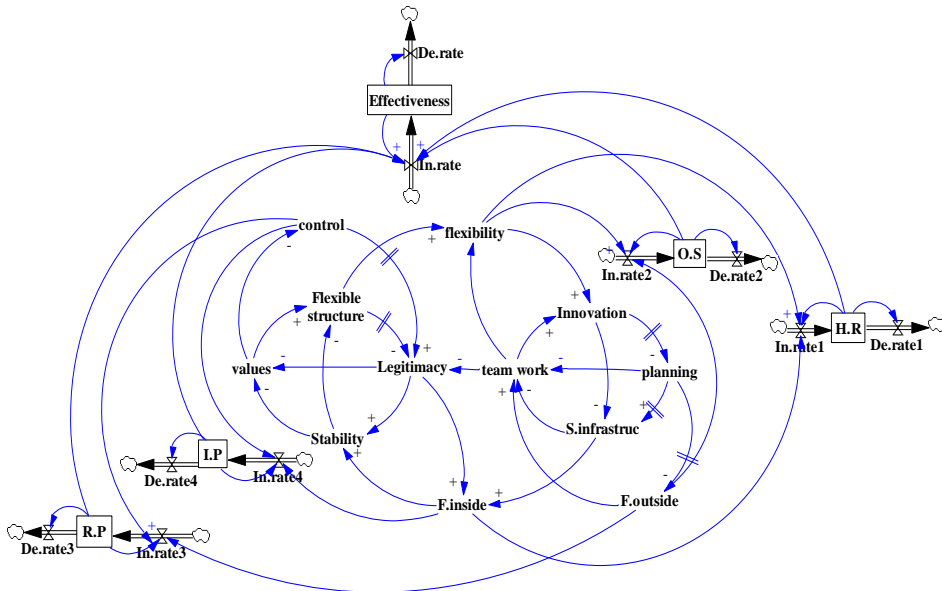 De.rate
Effectiveness
+ +
In.rate
control
-
flexibility
+
+
In.rate2
O.S
De.rate2
Flexible
structure
+
-
+
Innovation
+
In.rate1
H.R
De.rate1
values
-
-
Legitimacy
+
-
team work
+
-
-
planning
-
-
Stability
+
+
-
+
-
S.infrastruc
+
I.P
De.rate4
In.rate4
+
F.inside
+
F.outside
-
R.P
De.rate3
+
In.rate3